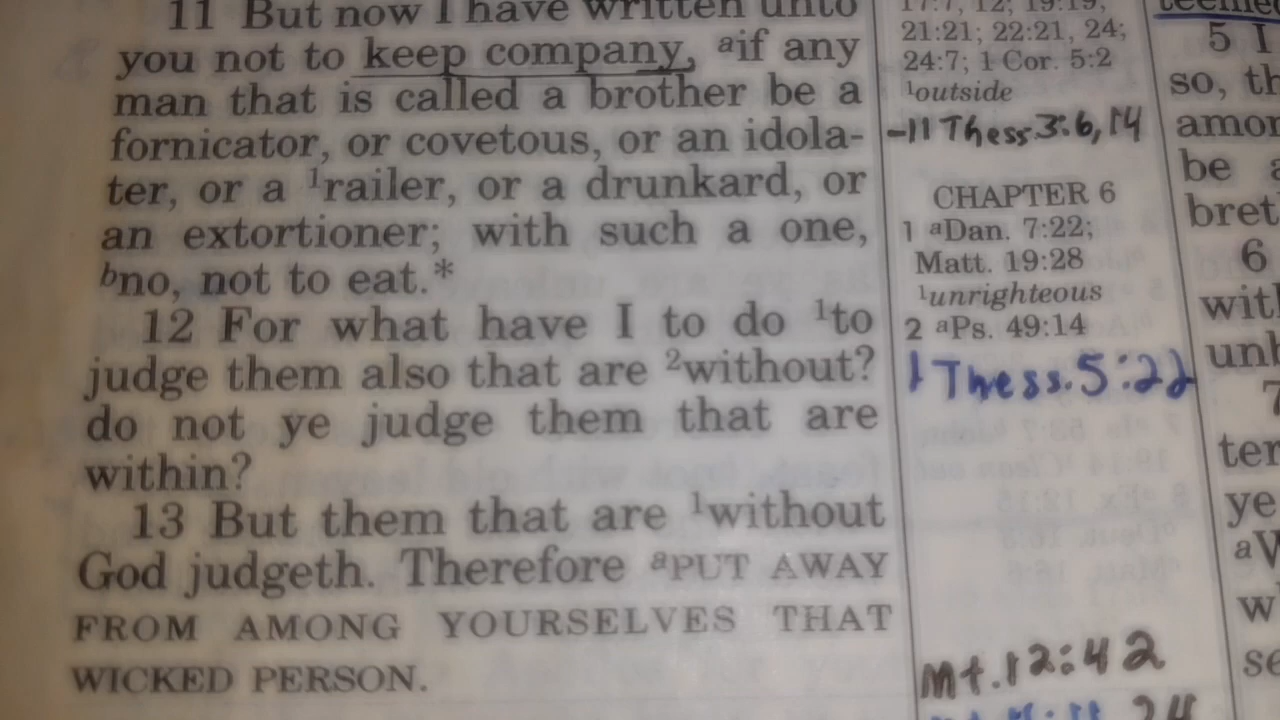 11 But now I have written unto
you not to keep company, ᵃif any
man that is called a brother be a
fornicator, or covetous, or an idola-
ter, or a ¹railer, or a drunkard, or
an extortioner; with such a one,
ᵇno, not to eat.*
12 For what have I to do ¹to
judge them also that are ²without?
do not ye judge them that are
within?
13 But them that are ¹without
God judgeth. Therefore ᵃPUT AWAY
FROM AMONG YOURSELVES THAT
WICKED PERSON.
17:7, 12; 19:19;
21:21; 22:21, 24;
24:7; 1 Cor. 5:2
¹outside
-11 Thess. 3:6, 14
CHAPTER 6
1 ᵃDan. 7:22;
Matt. 19:28
¹unrighteous
2 ᵃPs. 49:14
1 Thess. 5:22
Mt. 12:42
24
teemed
5 I
so, th
amon
be a
bret
6
wit
unb
7
ter
ye
ᵃV
w
se